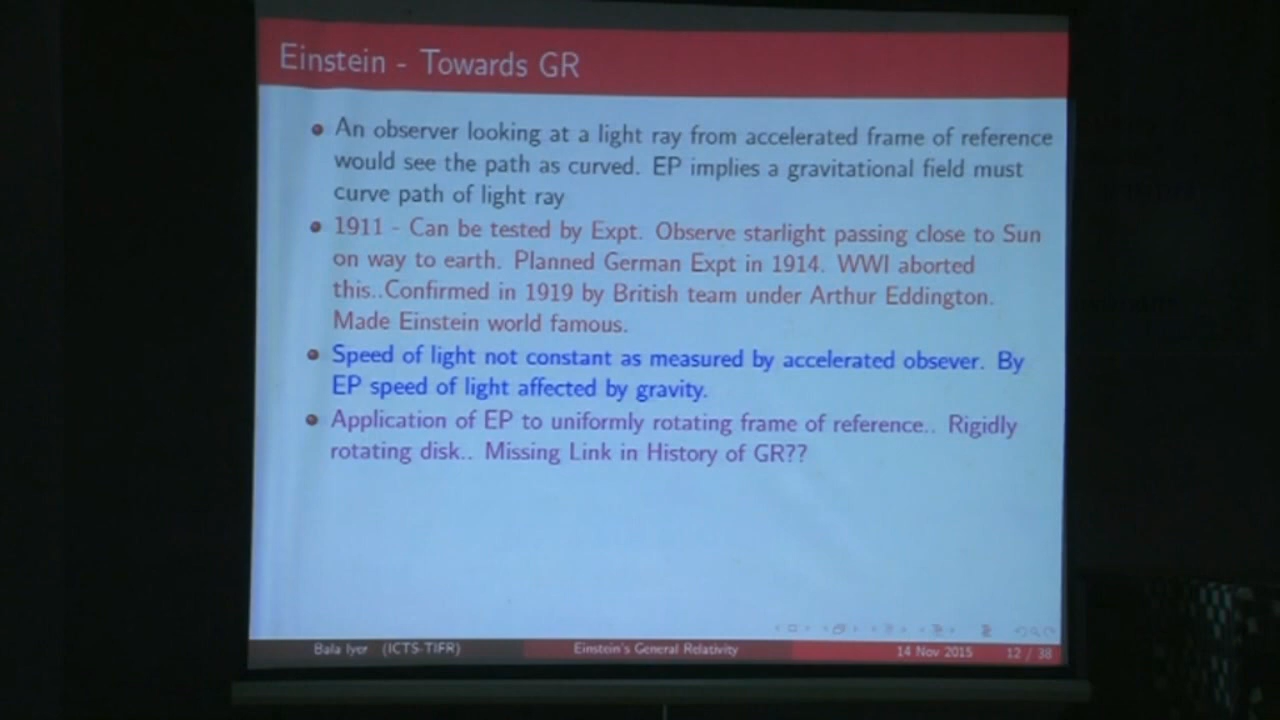 Einstein - Towards GR
An observer looking at a light ray from accelerated frame of reference
would see the path as curved. EP implies a gravitational field must
curve path of light ray
1911 - Can be tested by Expt. Observe starlight passing close to Sun
on way to earth. Planned German Expt in 1914. WWI aborted
this..Confirmed in 1919 by British team under Arthur Eddington.
Made Einstein world famous.
Speed of light not constant as measured by accelerated obsever. By
EP speed of light affected by gravity.
Application of EP to uniformly rotating frame of reference.. Rigidly
rotating disk.. Missing Link in History of GR??
Bala Iyer (ICTS-TIFR) Einstein's General Relativity 14 Nov 2015 12 / 38